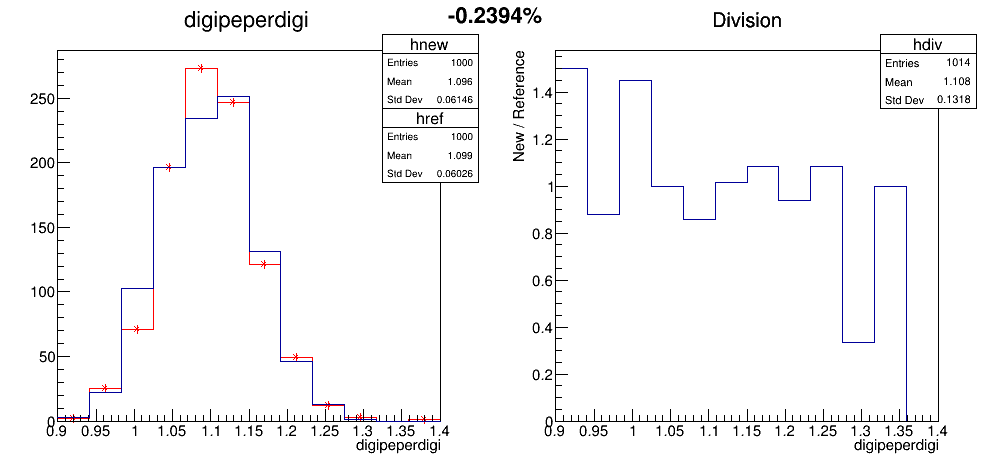 digipeperdigi
-0.2394%
Division
hnew
Entries 1000
Mean 1.096
Std Dev 0.06146
href
Entries 1000
Mean 1.099
Std Dev 0.06026
250
200
150
100
50
0
0.9 0.95 1 1.05 1.1 1.15 1.2 1.25 1.3 1.35 1.4
digipeperdigi
hdiv
Entries 1014
Mean 1.108
Std Dev 0.1318
New / Reference
1.4
1.2
1
0.8
0.6
0.4
0.2
0
0.9 0.95 1 1.05 1.1 1.15 1.2 1.25 1.3 1.35 1.4
digipeperdigi